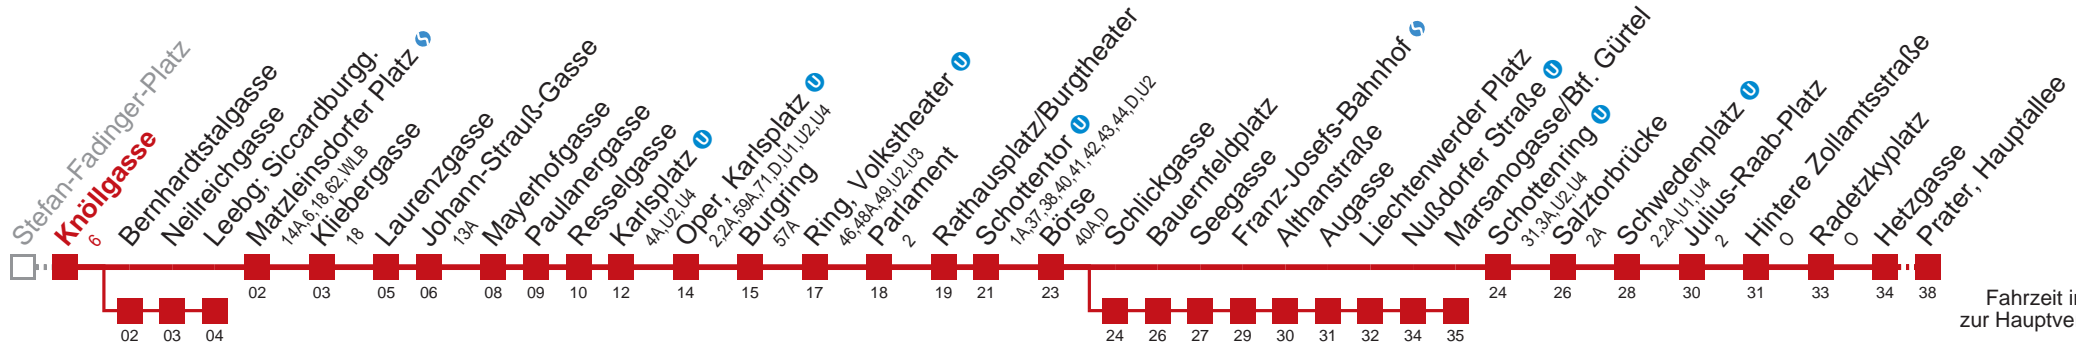 Stefan-Fadinger-Platz
Knöllgasse
6
Bernhardtstalgasse
Neilreichgasse
Leebg; Siccardburgg.
Matzleinsdorfer Platz
14A,6,18,62,WLB
Kliebergasse
18
Laurenzgasse
Johann-Strauß-Gasse
13A
Mayerhofgasse
Paulanergasse
Resselgasse
Karlsplatz U
4A,U2,U4
Oper, Karlsplatz U
2,2A,59A,71,D,U1,U2,U4
Burgring
57A
Ring, Volkstheater U
46,48A,49,U2,U3
Parlament
2
Rathausplatz/Burgtheater
Schottentor U
1A,37,38,40,41,42,43,44,D,U2
Börse
40A,D
Schlickgasse
Bauernfeldplatz
Seegasse
Franz-Josefs-Bahnhof
Althanstraße
Augasse
Liechtenwerder Platz
Nußdorfer Straße U
Marsanogasse/Btf. Gürtel
Schottenring U
31,3A,U2,U4
Salztorbrücke
2A
Schwedenplatz U
2,2A,U1,U4
Julius-Raab-Platz
2
Hintere Zollamtsstraße
O
Radetzkyplatz
O
Hetzgasse
Prater, Hauptallee
02 03 05 06 08 09 10 12 14 15 17 18 19 21 23 24 26 28 30 31 33 34 38
02 03 04 24 26 27 29 30 31 32 34 35
Fahrzeit i
zur Hauptve